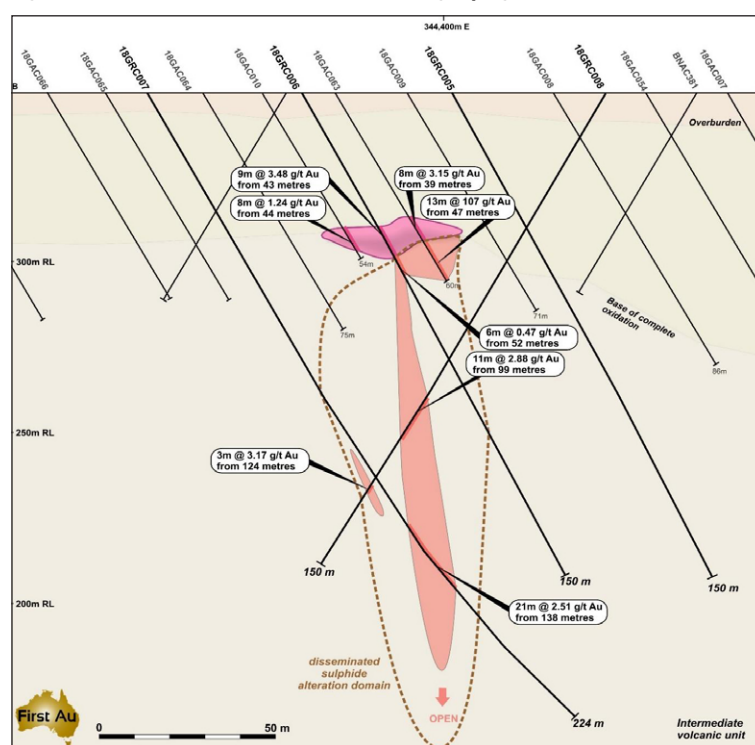 344,400m E
18GAC066
18GAC065
18GRC007
18GAC064
18GAC010
18GRC006
18GAC063
18GAC009
18GRC005
18GAC008
18GRC008
18GAC054
BNAC381
18GAC007
B
Overburden
9m @ 3.48 g/t Au
from 43 metres
8m @ 3.15 g/t Au
from 39 metres
8m @ 1.24 g/t Au
from 44 metres
13m @ 107 g/t Au
from 47 metres
300m RL
54m
60m
71m
75m
86m
Base of complete
oxidation
6m @ 0.47 g/t Au
from 52 metres
11m @ 2.88 g/t Au
from 99 metres
250m RL
3m @ 3.17 g/t Au
from 124 metres
150 m
150 m
150 m
200m RL
21m @ 2.51 g/t Au
from 138 metres
disseminated
sulphide
alteration domain
OPEN
224 m
First Au
0
50 m
Intermediate
volcanic unit